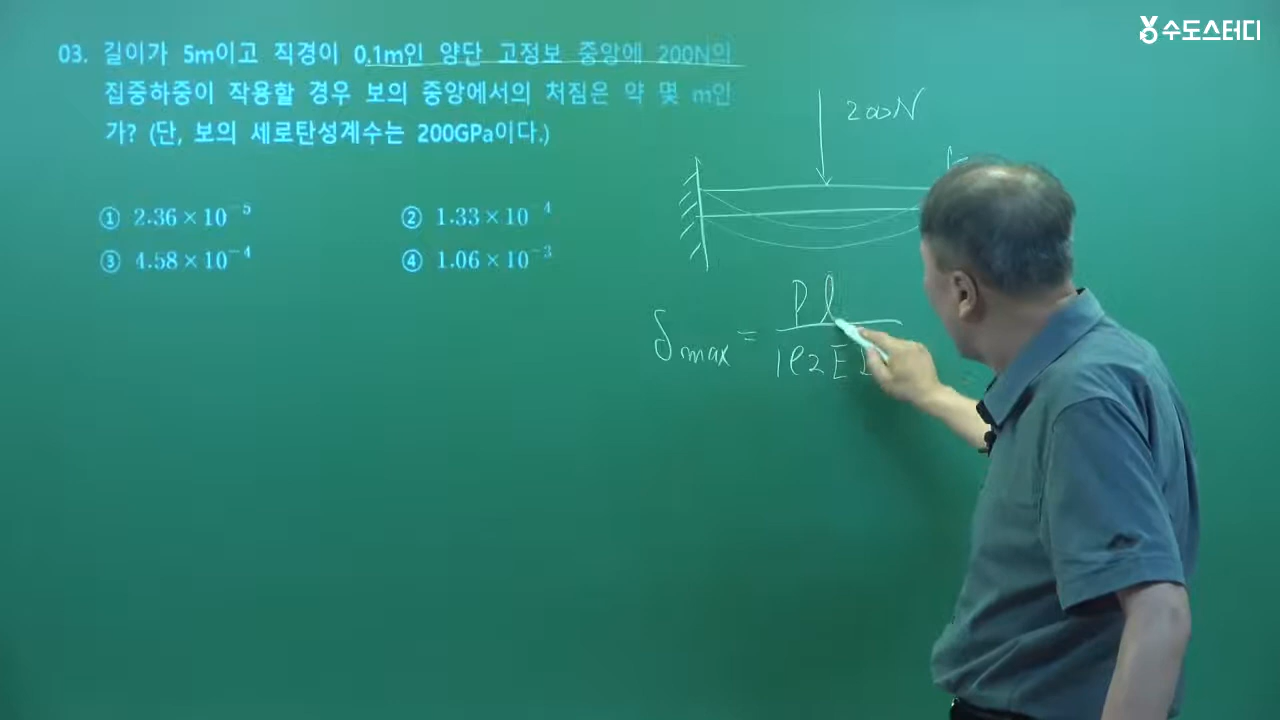 수도스터디
03. 길이가 5m이고 직경이 0.1m인 양단 고정보 중앙에 200N의
집중하중이 작용할 경우 보의 중앙에서의 처짐은 약 몇 m인
가? (단, 보의 세로탄성계수는 200GPa이다.)
① 2.36×10⁻⁵ ② 1.33×10⁻⁴
③ 4.58×10⁻⁴ ④ 1.06×10⁻³
200N
P l
δmax =
192 E I